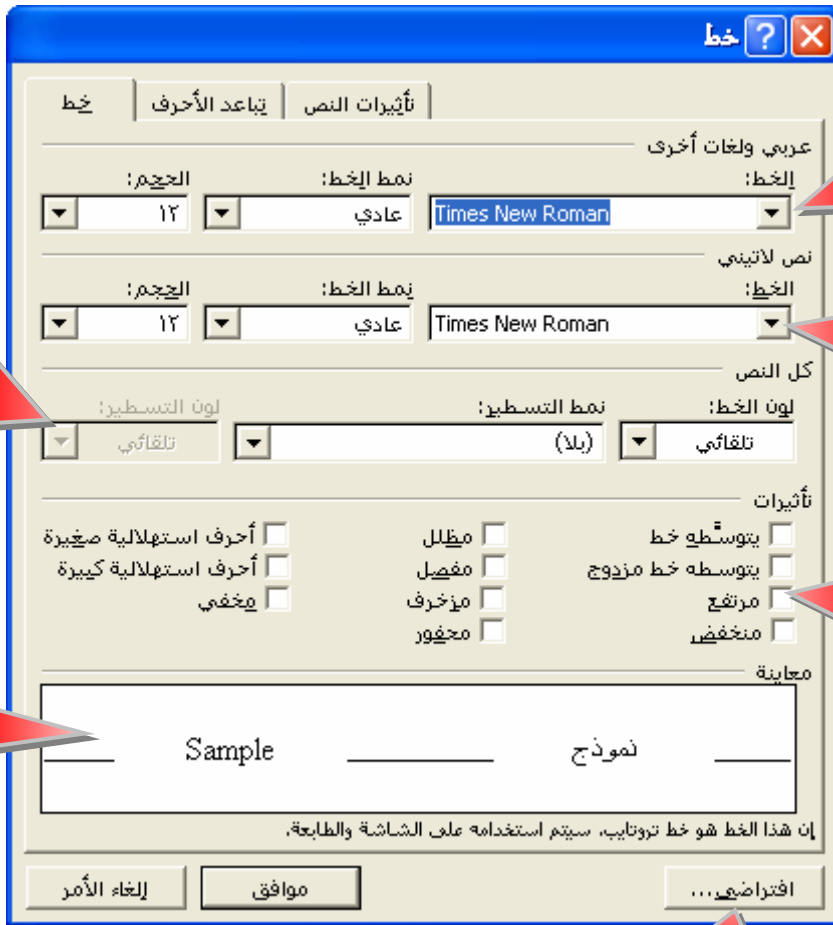 خط
خط تباعد الأحرف تأثيرات النص
عربي ولغات أخرى
الخط: نمط الخط: الحجم:
Times New Roman عادي ١٢
نص لاتيني
الخط: نمط الخط: الحجم:
Times New Roman عادي ١٢
كل النص
لون الخط: نمط التسطير: لون التسطير:
تلقائي (بلا) تلقائي
تأثيرات
يتوسطه خط مظلل أحرف استهلالية صغيرة
يتوسطه خط مزدوج مفصل أحرف استهلالية كبيرة
مرتفع مزخرف مخفي
منخفض محفور
معاينة
نموذج Sample
إن هذا الخط هو خط تروتايب، سيتم استخدامه على الشاشة والطابعة.
افتراضي... موافق إلغاء الأمر